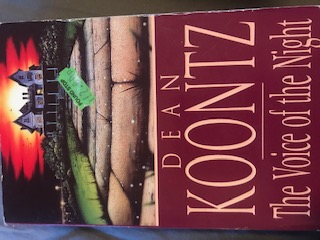 DEAN
KOONTZ
The Voice of the Night